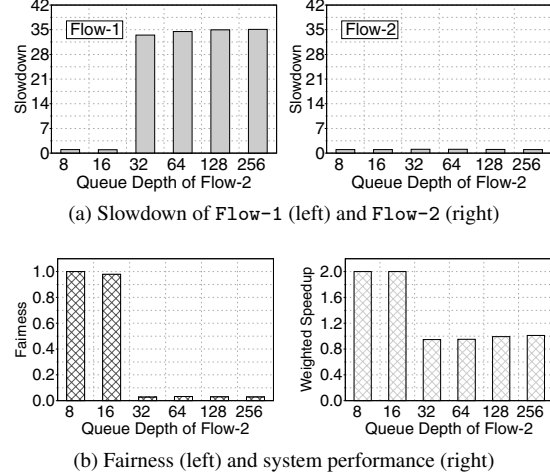 42
35
28
21
14
7
0
Slowdown
Flow-1
8 16 32 64 128 256
Queue Depth of Flow-2
42
35
28
21
14
7
0
Slowdown
Flow-2
8 16 32 64 128 256
Queue Depth of Flow-2
(a) Slowdown of Flow-1 (left) and Flow-2 (right)
1.0
0.8
0.6
0.4
0.2
0.0
Fairness
8 16 32 64 128 256
Queue Depth of Flow-2
2.0
1.6
1.2
0.8
0.4
0.0
Weighted Speedup
8 16 32 64 128 256
Queue Depth of Flow-2
(b) Fairness (left) and system performance (right)